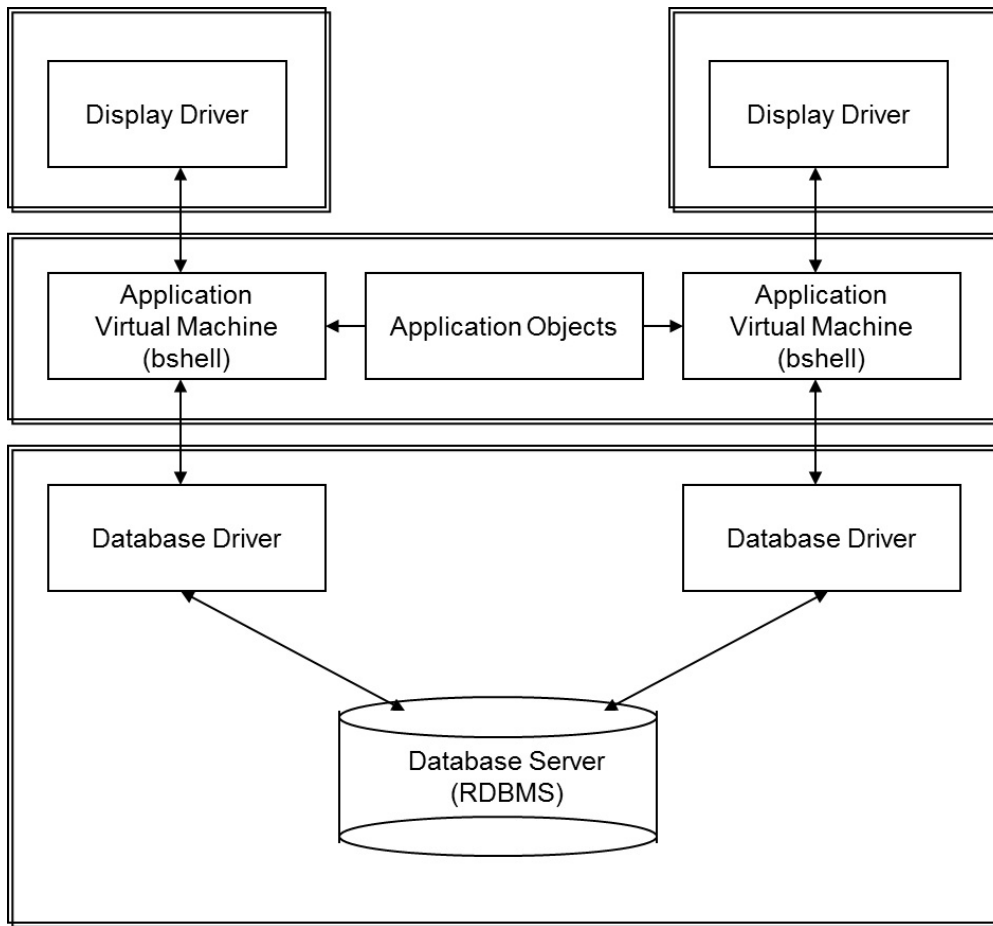 Display Driver
Display Driver
Application
Virtual Machine
(bshell)
Application Objects
Application
Virtual Machine
(bshell)
Database Driver
Database Driver
Database Server
(RDBMS)